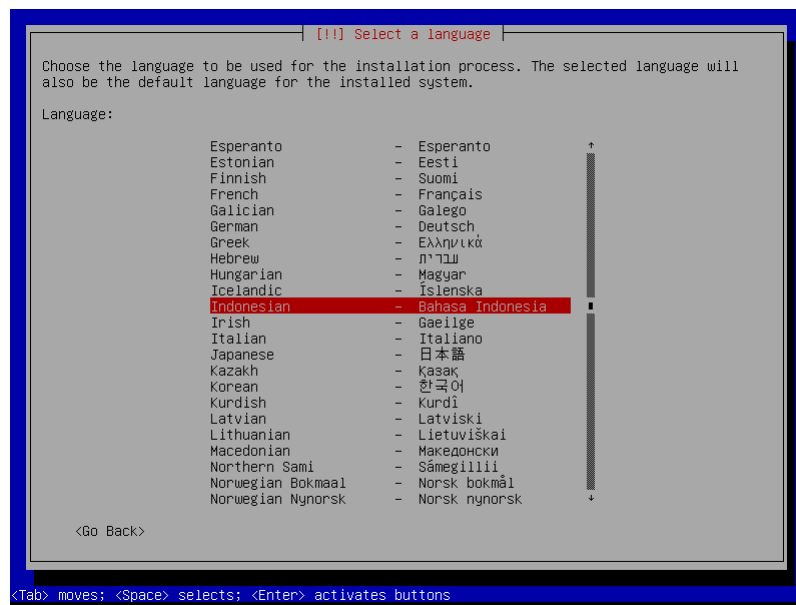 [!!] Select a language
Choose the language to be used for the installation process. The selected language will
also be the default language for the installed system.
Language:
Esperanto - Esperanto
Estonian - Eesti
Finnish - Suomi
French - Français
Galician - Galego
German - Deutsch
Greek - Ελληνικά
Hebrew - עברית
Hungarian - Magyar
Icelandic - Íslenska
Indonesian - Bahasa Indonesia
Irish - Gaeilge
Italian - Italiano
Japanese - 日本語
Kazakh - Қазақ
Korean - 한국어
Kurdish - Kurdî
Latvian - Latviski
Lithuanian - Lietuviškai
Macedonian - Македонски
Northern Sami - Sámegillii
Norwegian Bokmaal - Norsk bokmål
Norwegian Nynorsk - Norsk nynorsk
<Go Back>
<Tab> moves; <Space> selects; <Enter> activates buttons